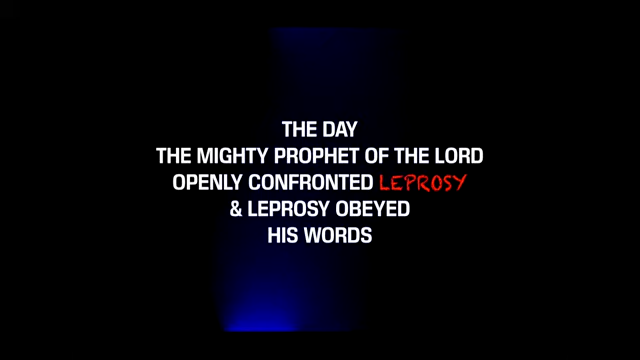 THE DAY
THE MIGHTY PROPHET OF THE LORD
OPENLY CONFRONTED LEPROSY
& LEPROSY OBEYED
HIS WORDS